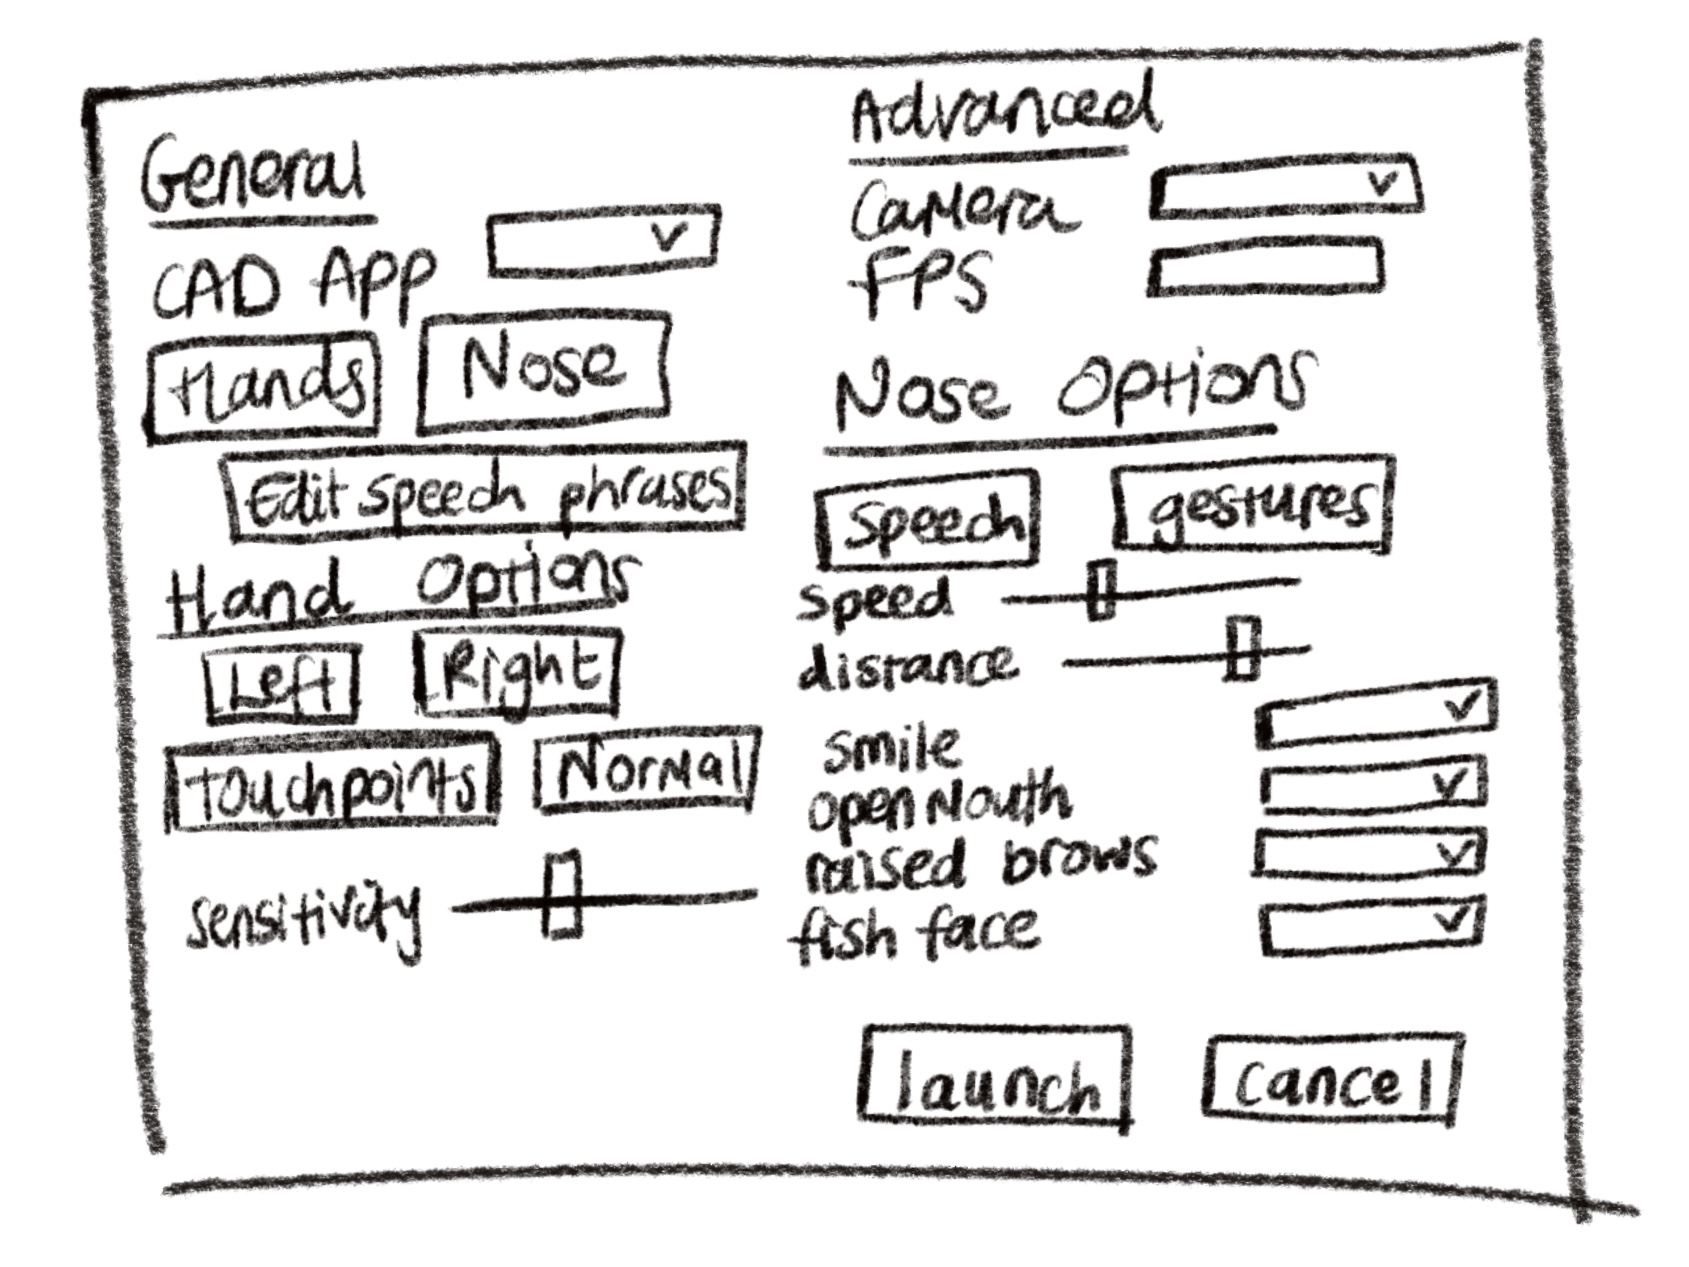 General
CAD App
Hands Nose
Edit speech phrases
Hand Options
Left Right
touchpoints Normal
sensitivity
Advanced
Camera
FPS
Nose Options
Speech gestures
speed
distance
smile
open Mouth
raised brows
fish face
launch cancel